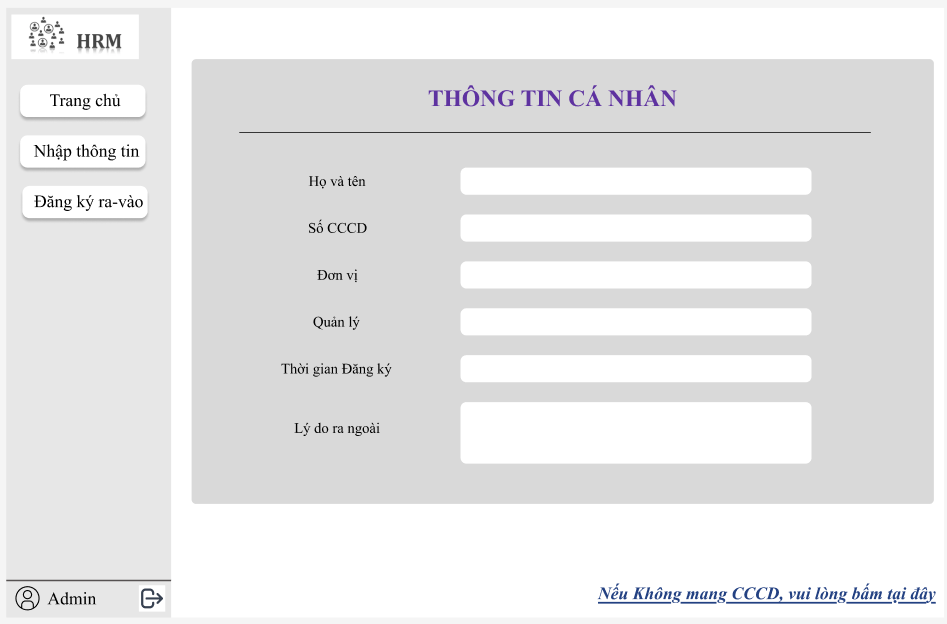 HRM
Trang chủ
Nhập thông tin
Đăng ký ra-vào
THÔNG TIN CÁ NHÂN
Họ và tên
Số CCCD
Đơn vị
Quản lý
Thời gian Đăng ký
Lý do ra ngoài
Admin
Nếu Không mang CCCD, vui lòng bấm tại đây